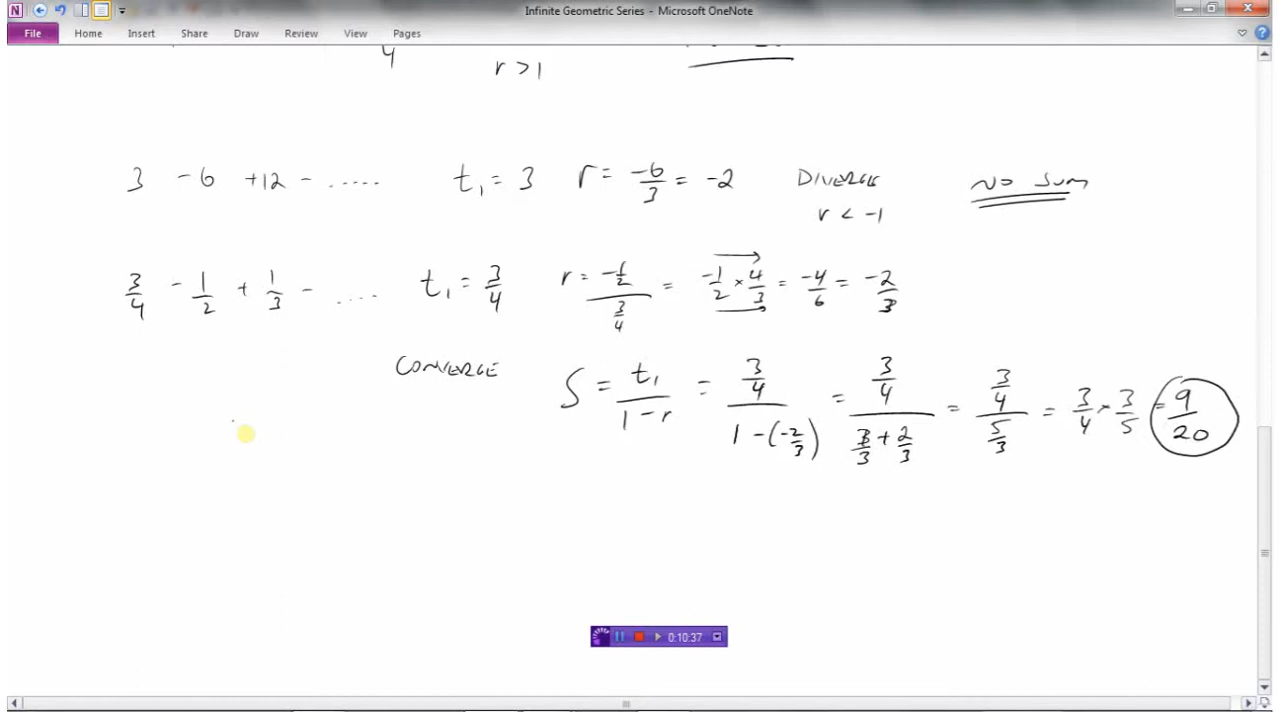 Infinite Geometric Series - Microsoft OneNote
File Home Insert Share Draw Review View Pages
4
r > 1
3 - 6 + 12 - ..... t₁ = 3 r = -6/3 = -2 DIVERGE NO SUM
r < -1
3/4 - 1/2 + 1/3 - .... t₁ = 3/4 r = (-1/2)/(3/4) = -1/2 × 4/3 = -4/6 = -2/3
CONVERGE S = t₁/(1-r) = (3/4)/(1-(-2/3)) = (3/4)/(3/3+2/3) = (3/4)/(5/3) = 3/4 × 3/5 = 9/20
0:10:37